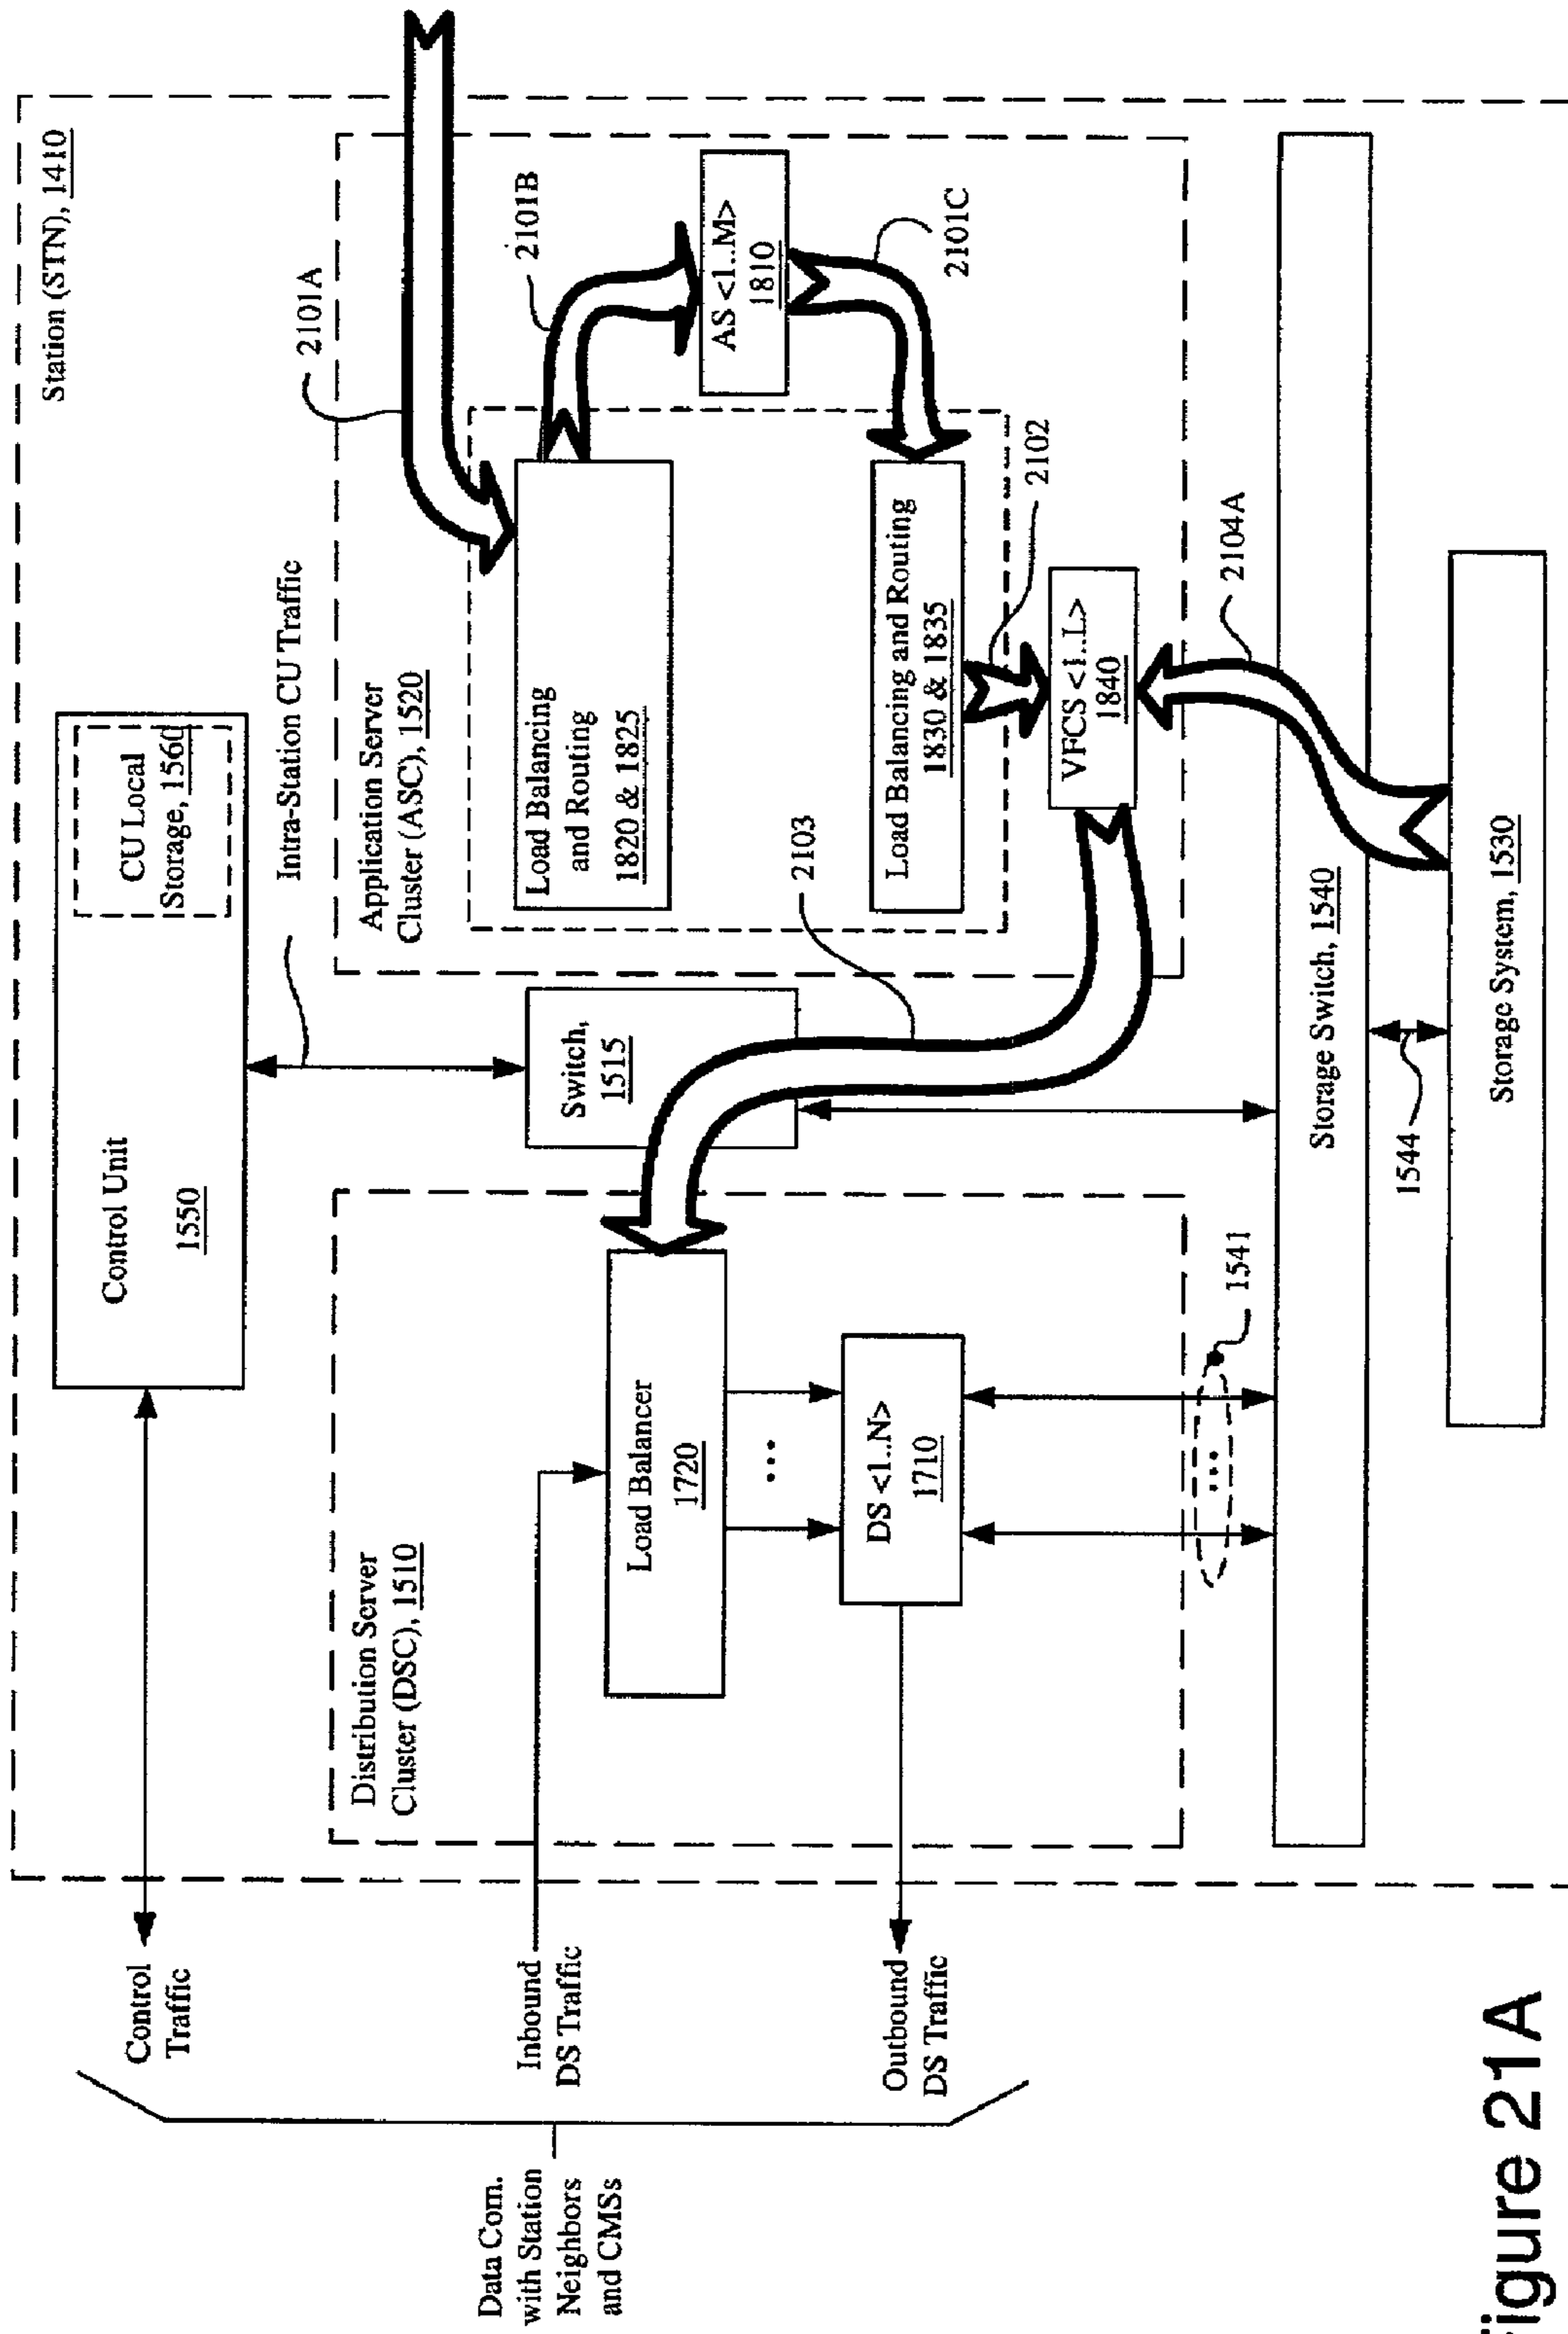 Station (STN), 1410
Control
Traffic
Control Unit
1550
CU Local
Storage, 1560
Intra-Station CU Traffic
2101A
Data Com.
with Station
Neighbors
and CMSs
Inbound
DS Traffic
Outbound
DS Traffic
Distribution Server
Cluster (DSC), 1510
Load Balancer
1720
...
DS <1..N>
1710
...
1541
Switch,
1515
2103
Application Server
Cluster (ASC), 1520
Load Balancing
and Routing
1820 & 1825
2101B
AS <1..M>
1810
2101C
Load Balancing and Routing
1830 & 1835
2102
VFCS <1..L>
1840
2104A
Storage Switch, 1540
1544
Storage System, 1530
Figure 21A